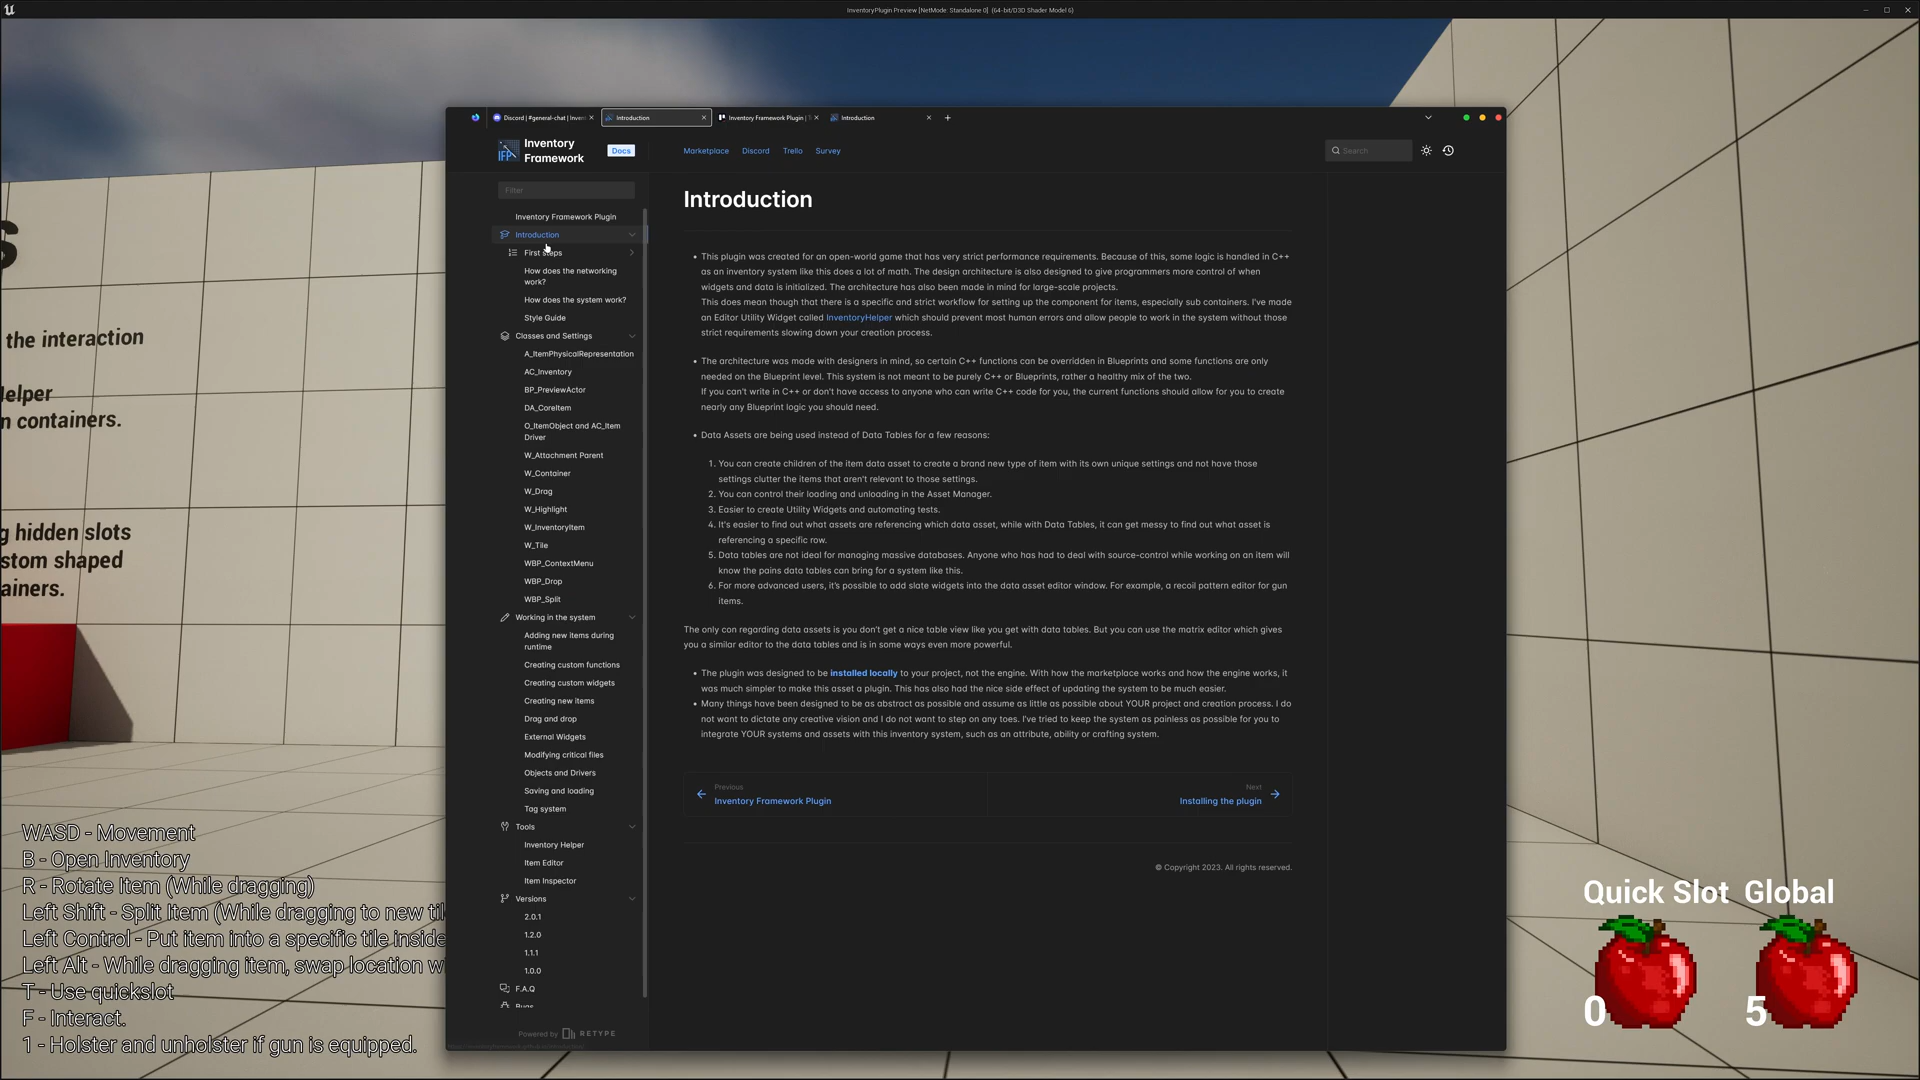 InventoryPlugin Preview [NetMode: Standalone 0] (64-bit/D3D Shader Model 6)
S
the interaction
elper
n containers.
g hidden slots
stom shaped
ainers.
WASD - Movement
B - Open Inventory
R - Rotate Item (While dragging)
Left Shift - Split Item (While dragging to new til
Left Control - Put item into a specific tile inside
Left Alt - While dragging item, swap location w
T - Use quickslot
F - Interact.
1 - Holster and unholster if gun is equipped.
Discord | #general-chat | Inven
Introduction
Inventory Framework Plugin |
Introduction
IFP
Inventory
Framework
Docs
Marketplace
Discord
Trello
Survey
Search
Filter
Inventory Framework Plugin
Introduction
First steps
How does the networking
work?
How does the system work?
Style Guide
Classes and Settings
A_ItemPhysicalRepresentation
AC_Inventory
BP_PreviewActor
DA_CoreItem
O_ItemObject and AC_Item
Driver
W_Attachment Parent
W_Container
W_Drag
W_Highlight
W_InventoryItem
W_Tile
WBP_ContextMenu
WBP_Drop
WBP_Split
Working in the system
Adding new items during
runtime
Creating custom functions
Creating custom widgets
Creating new items
Drag and drop
External Widgets
Modifying critical files
Objects and Drivers
Saving and loading
Tag system
Tools
Inventory Helper
Item Editor
Item Inspector
Versions
2.0.1
1.2.0
1.1.1
1.0.0
F.A.Q
Bugs
Powered by RETYPE
Introduction
• This plugin was created for an open-world game that has very strict performance requirements. Because of this, some logic is handled in C++
as an inventory system like this does a lot of math. The design architecture is also designed to give programmers more control of when
widgets and data is initialized. The architecture has also been made in mind for large-scale projects.
This does mean though that there is a specific and strict workflow for setting up the component for items, especially sub containers. I've made
an Editor Utility Widget called InventoryHelper which should prevent most human errors and allow people to work in the system without those
strict requirements slowing down your creation process.
• The architecture was made with designers in mind, so certain C++ functions can be overridden in Blueprints and some functions are only
needed on the Blueprint level. This system is not meant to be purely C++ or Blueprints, rather a healthy mix of the two.
If you can't write in C++ or don't have access to anyone who can write C++ code for you, the current functions should allow for you to create
nearly any Blueprint logic you should need.
• Data Assets are being used instead of Data Tables for a few reasons:
1. You can create children of the item data asset to create a brand new type of item with its own unique settings and not have those
settings clutter the items that aren't relevant to those settings.
2. You can control their loading and unloading in the Asset Manager.
3. Easier to create Utility Widgets and automating tests.
4. It's easier to find out what assets are referencing which data asset, while with Data Tables, it can get messy to find out what asset is
referencing a specific row.
5. Data tables are not ideal for managing massive databases. Anyone who has had to deal with source-control while working on an item will
know the pains data tables can bring for a system like this.
6. For more advanced users, it's possible to add slate widgets into the data asset editor window. For example, a recoil pattern editor for gun
items.
The only con regarding data assets is you don't get a nice table view like you get with data tables. But you can use the matrix editor which gives
you a similar editor to the data tables and is in some ways even more powerful.
• The plugin was designed to be installed locally to your project, not the engine. With how the marketplace works and how the engine works, it
was much simpler to make this asset a plugin. This has also had the nice side effect of updating the system to be much easier.
• Many things have been designed to be as abstract as possible and assume as little as possible about YOUR project and creation process. I do
not want to dictate any creative vision and I do not want to step on any toes. I've tried to keep the system as painless as possible for you to
integrate YOUR systems and assets with this inventory system, such as an attribute, ability or crafting system.
Previous
Inventory Framework Plugin
Next
Installing the plugin
© Copyright 2023. All rights reserved.
Quick Slot Global
0
5